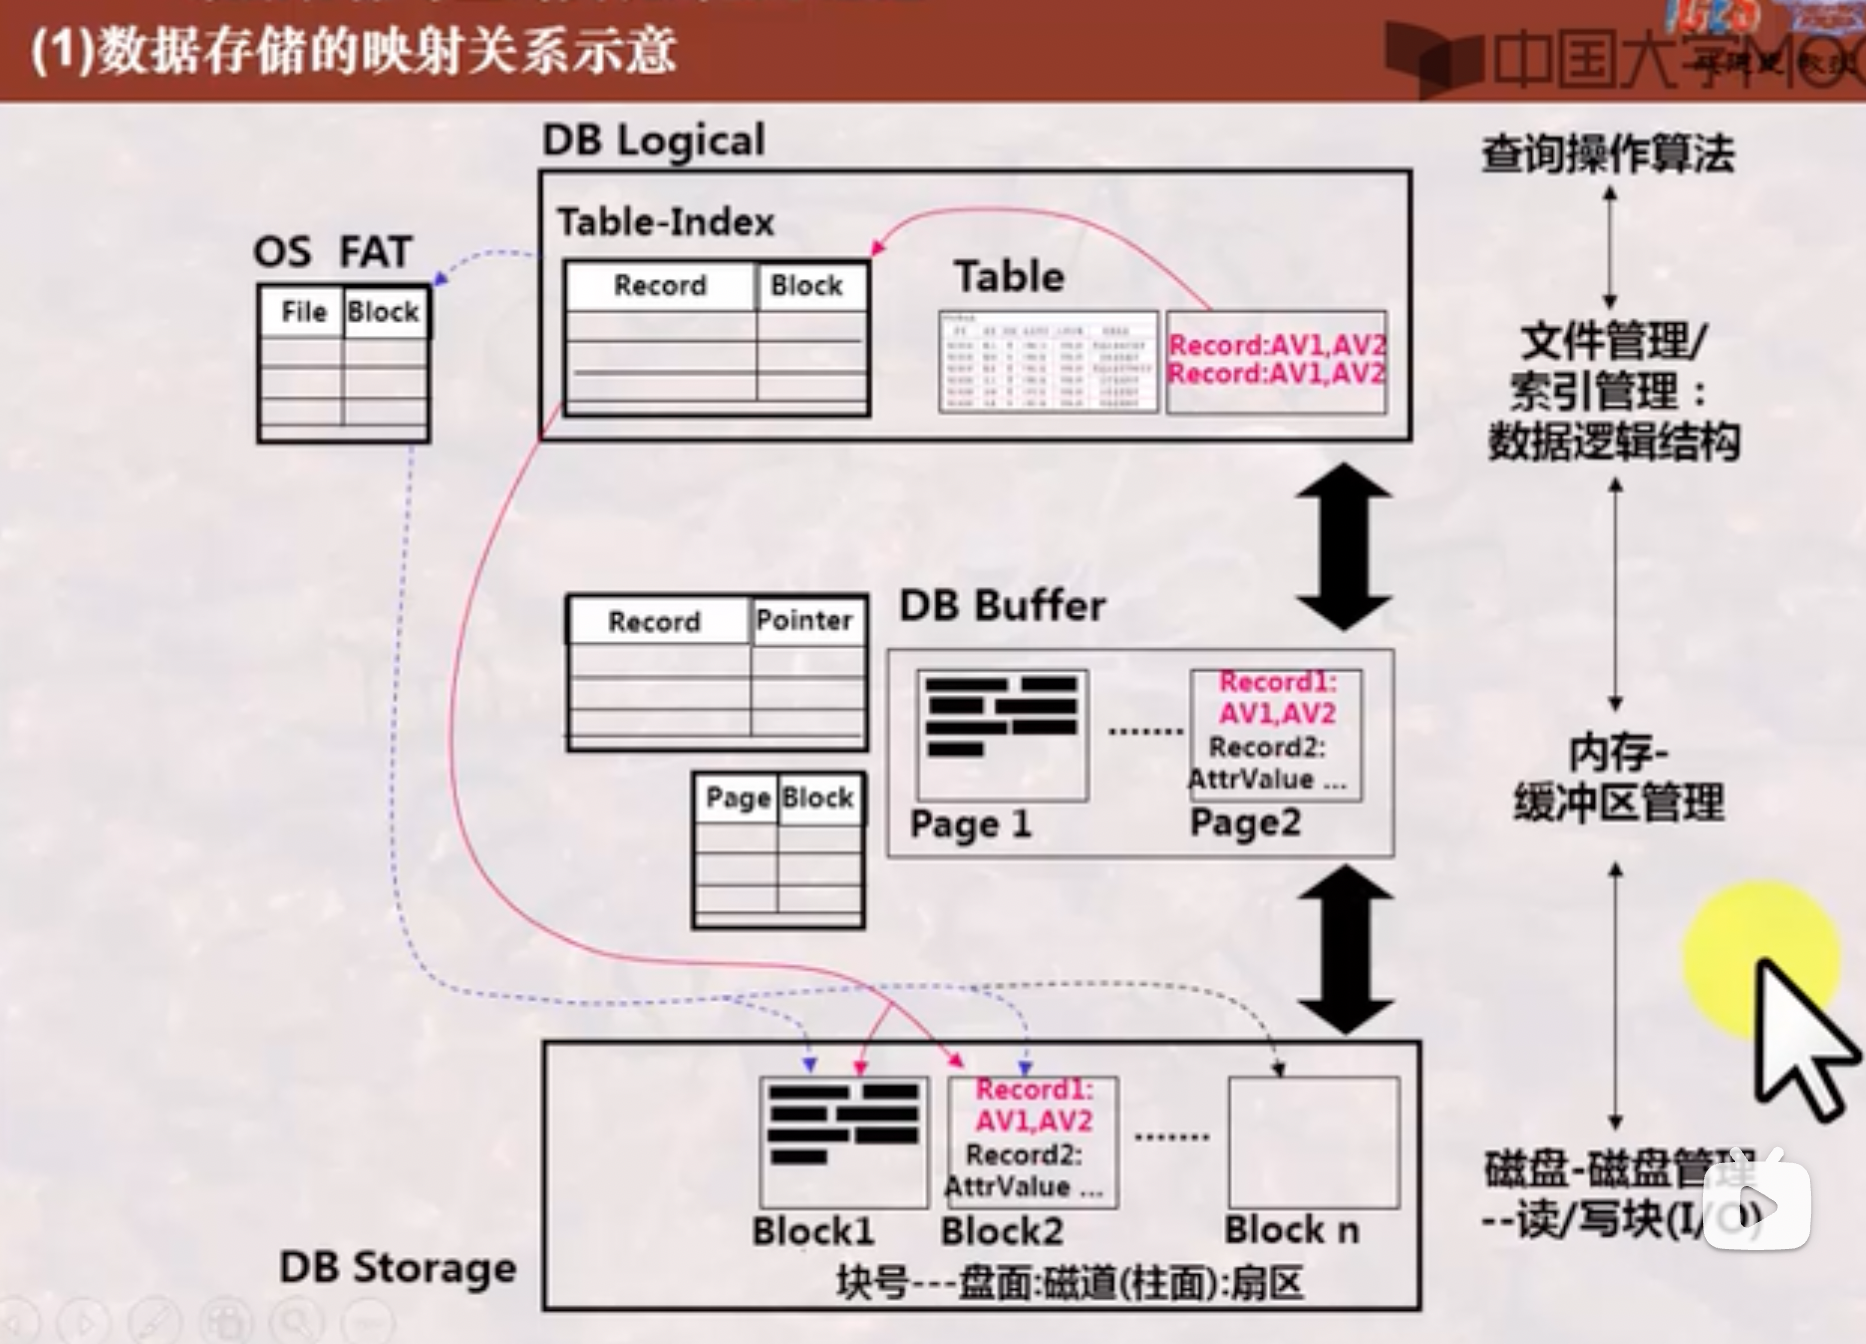 (1)数据存储的映射关系示意
中国大学MOO
DB Logical
查询操作算法
Table-Index
OS FAT
Record Block
Table
File Block
Record:AV1,AV2
Record:AV1,AV2
文件管理/
索引管理：
数据逻辑结构
DB Buffer
Record Pointer
Record1:
AV1,AV2
Record2:
AttrValue ...
Page 1
Page2
内存-
缓冲区管理
Page Block
Record1:
AV1,AV2
Record2:
AttrValue ...
Block1
Block2
Block n
磁盘-磁盘管理
--读/写块(I/O)
DB Storage
块号---盘面:磁道(柱面):扇区